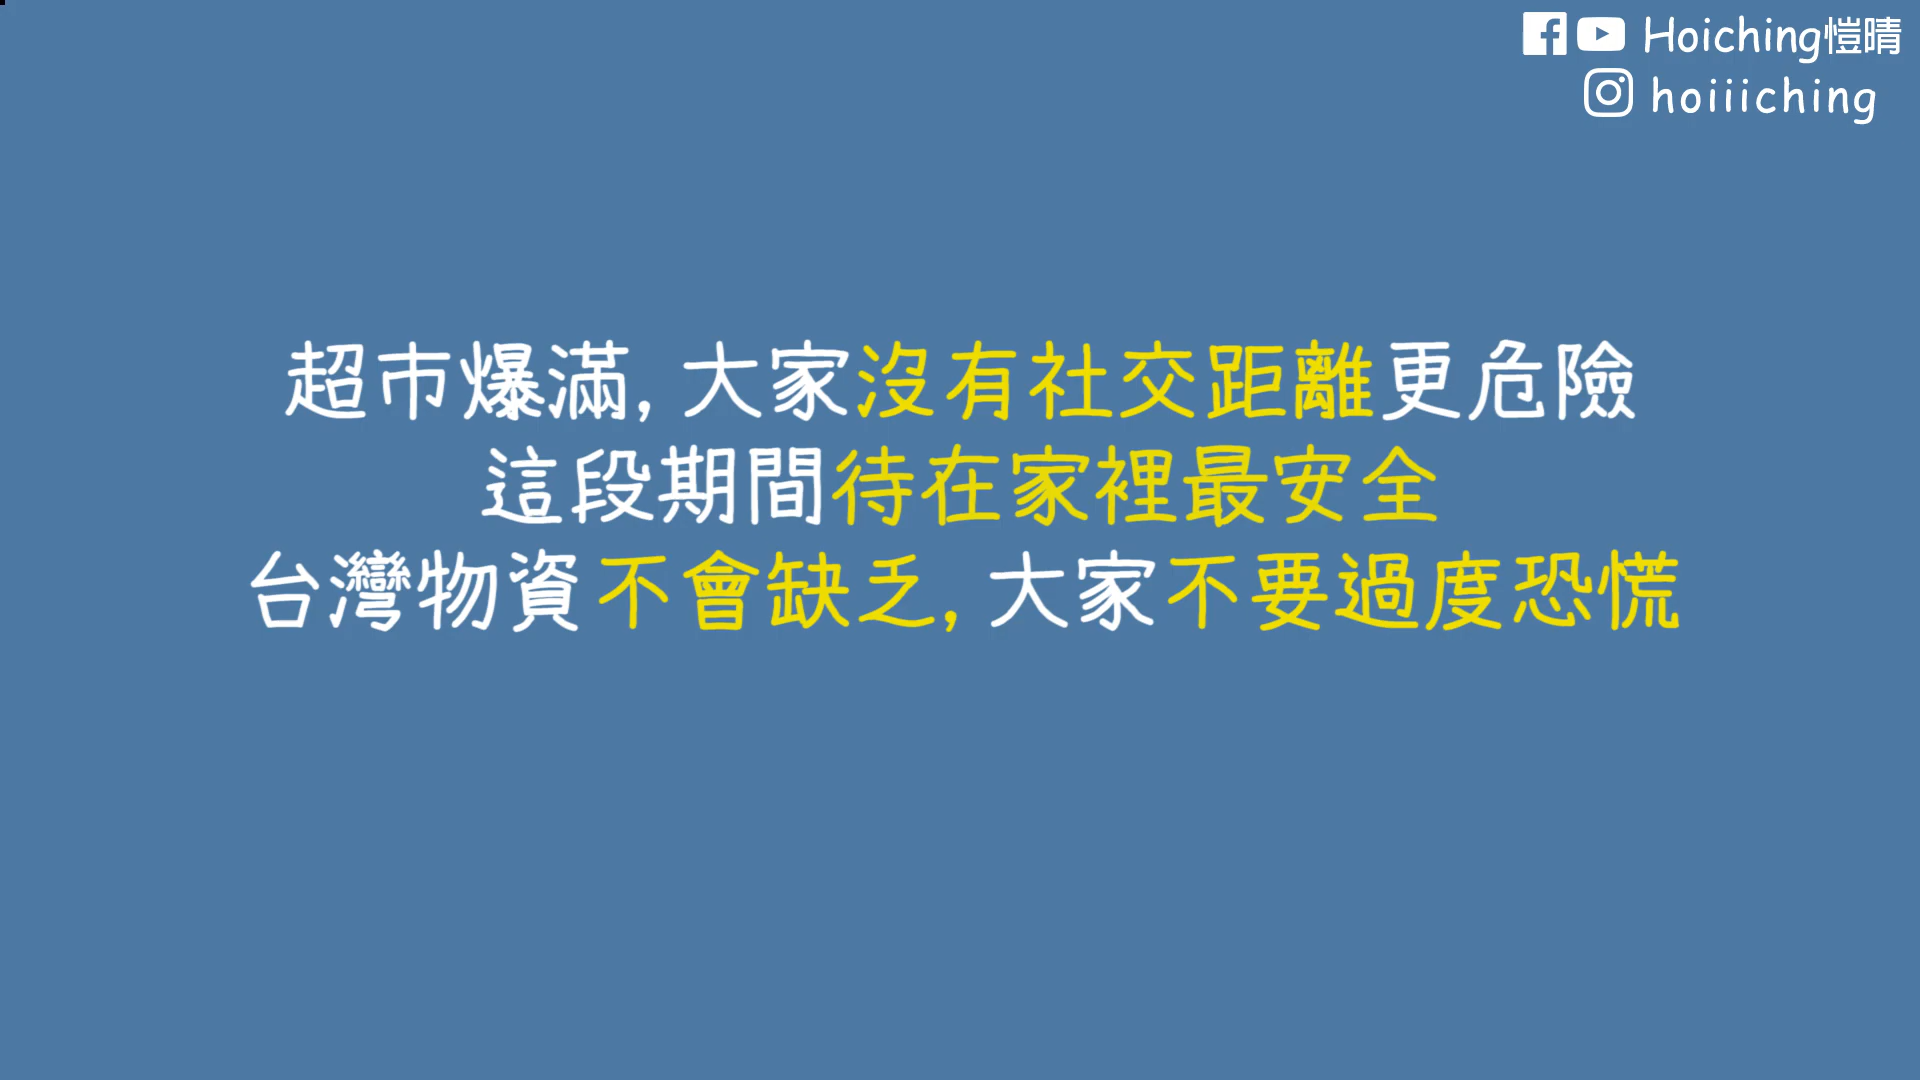 Hoiching愷晴
hoiiiching
超市爆滿, 大家沒有社交距離更危險
這段期間待在家裡最安全
台灣物資不會缺乏, 大家不要過度恐慌